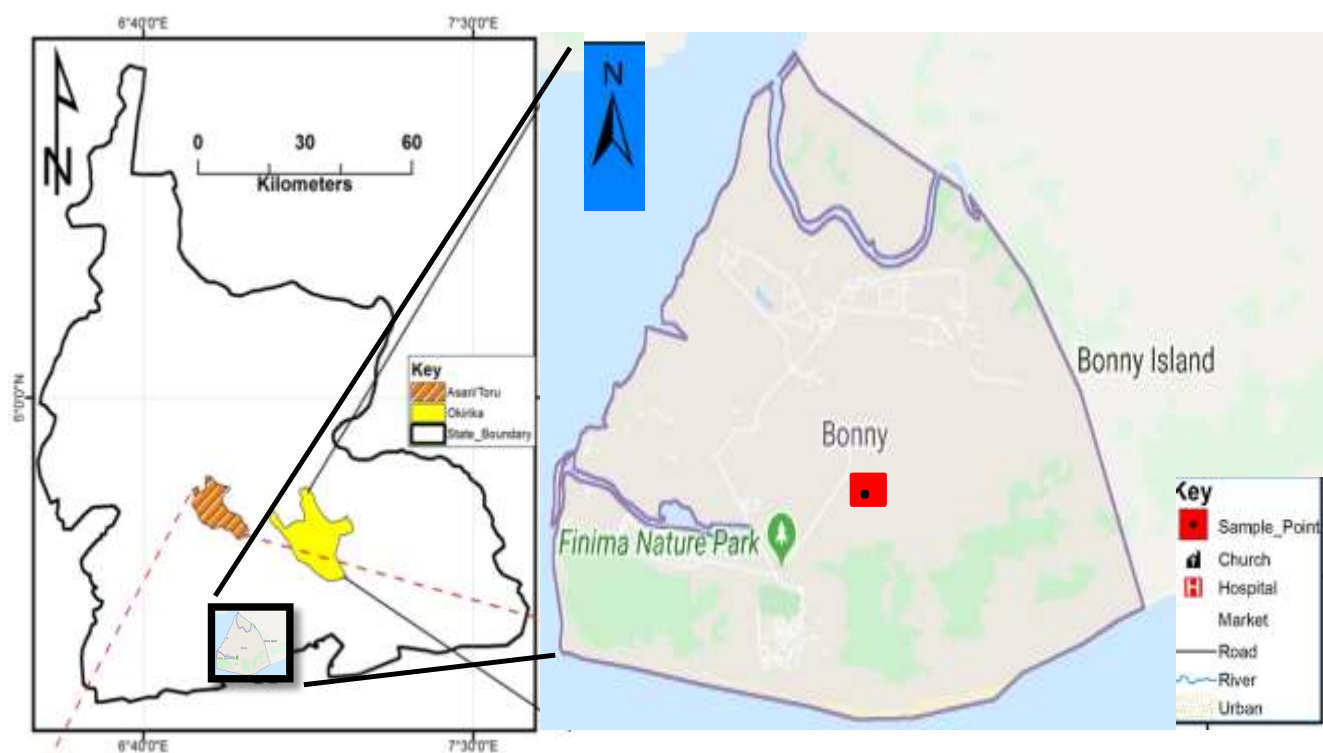 6°40'0"E
7°30'0"E
N
0 30 60
Kilometers
Key
Asari/Toru
Okirika
State_Boundary
5°0'0"N
6°40'0"E
7°30'0"E
N
Bonny Island
Bonny
Finima Nature Park
Key
Sample_Point
Church
H Hospital
Market
Road
River
Urban